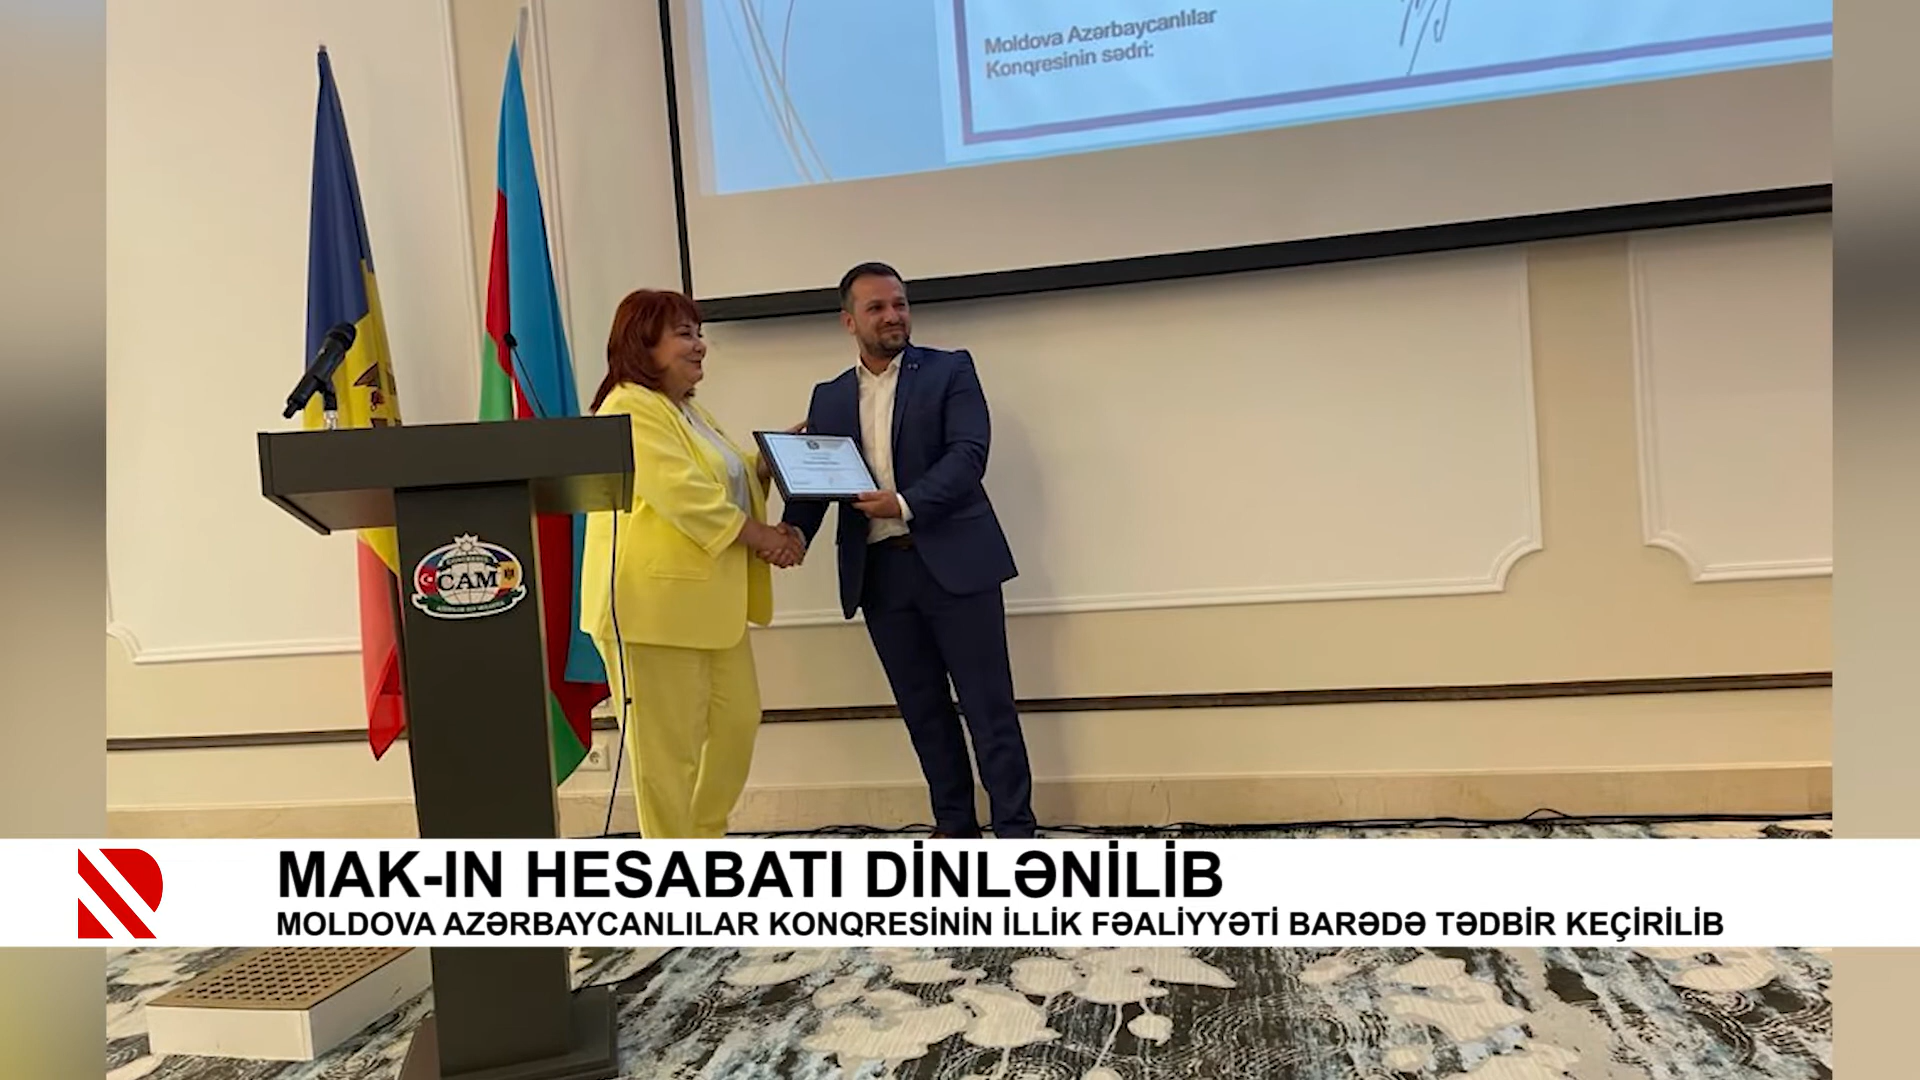 Moldova Azərbaycanlılar
Konqresinin sədri:
CAM
MAK-IN HESABATI DİNLƏNİLİB
MOLDOVA AZƏRBAYCANLILAR KONQRESİNİN İLLİK FƏALİYYƏTİ BARƏDƏ TƏDBİR KEÇİRİLİB